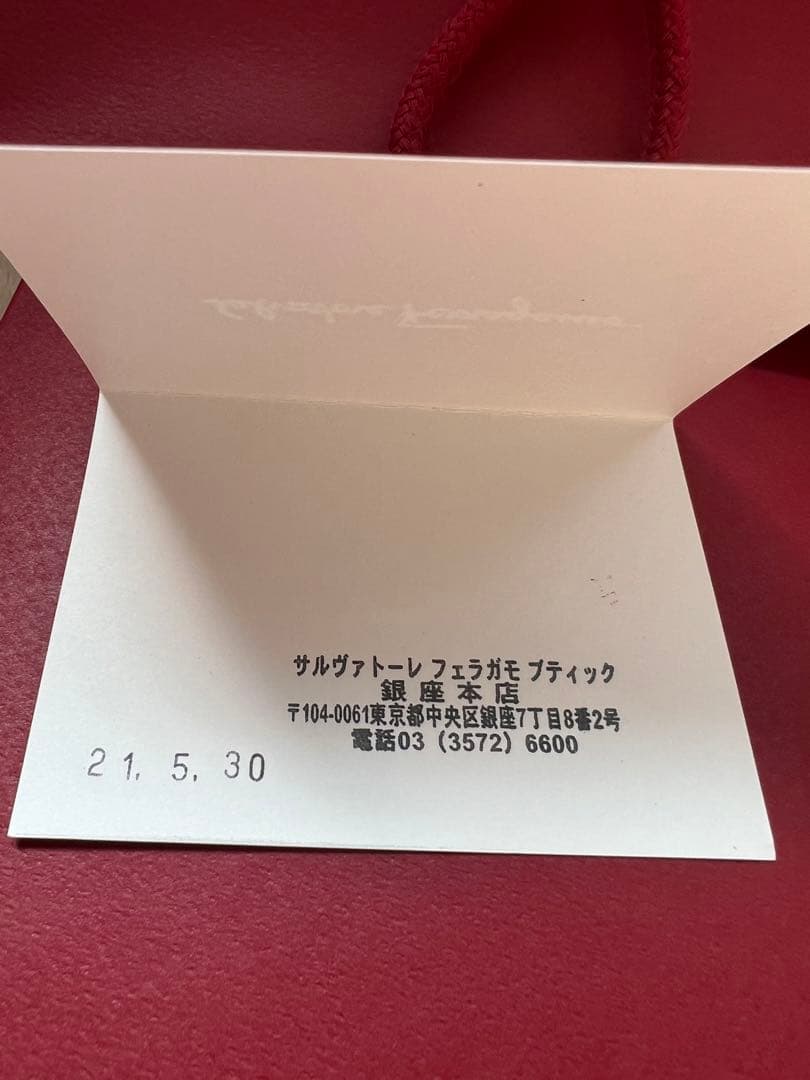 Salvatore Ferragamo
サルヴァトーレ フェラガモ ブティック
銀座本店
〒104-0061東京都中央区銀座7丁目8番2号
電話03 (3572) 6600
21. 5. 30